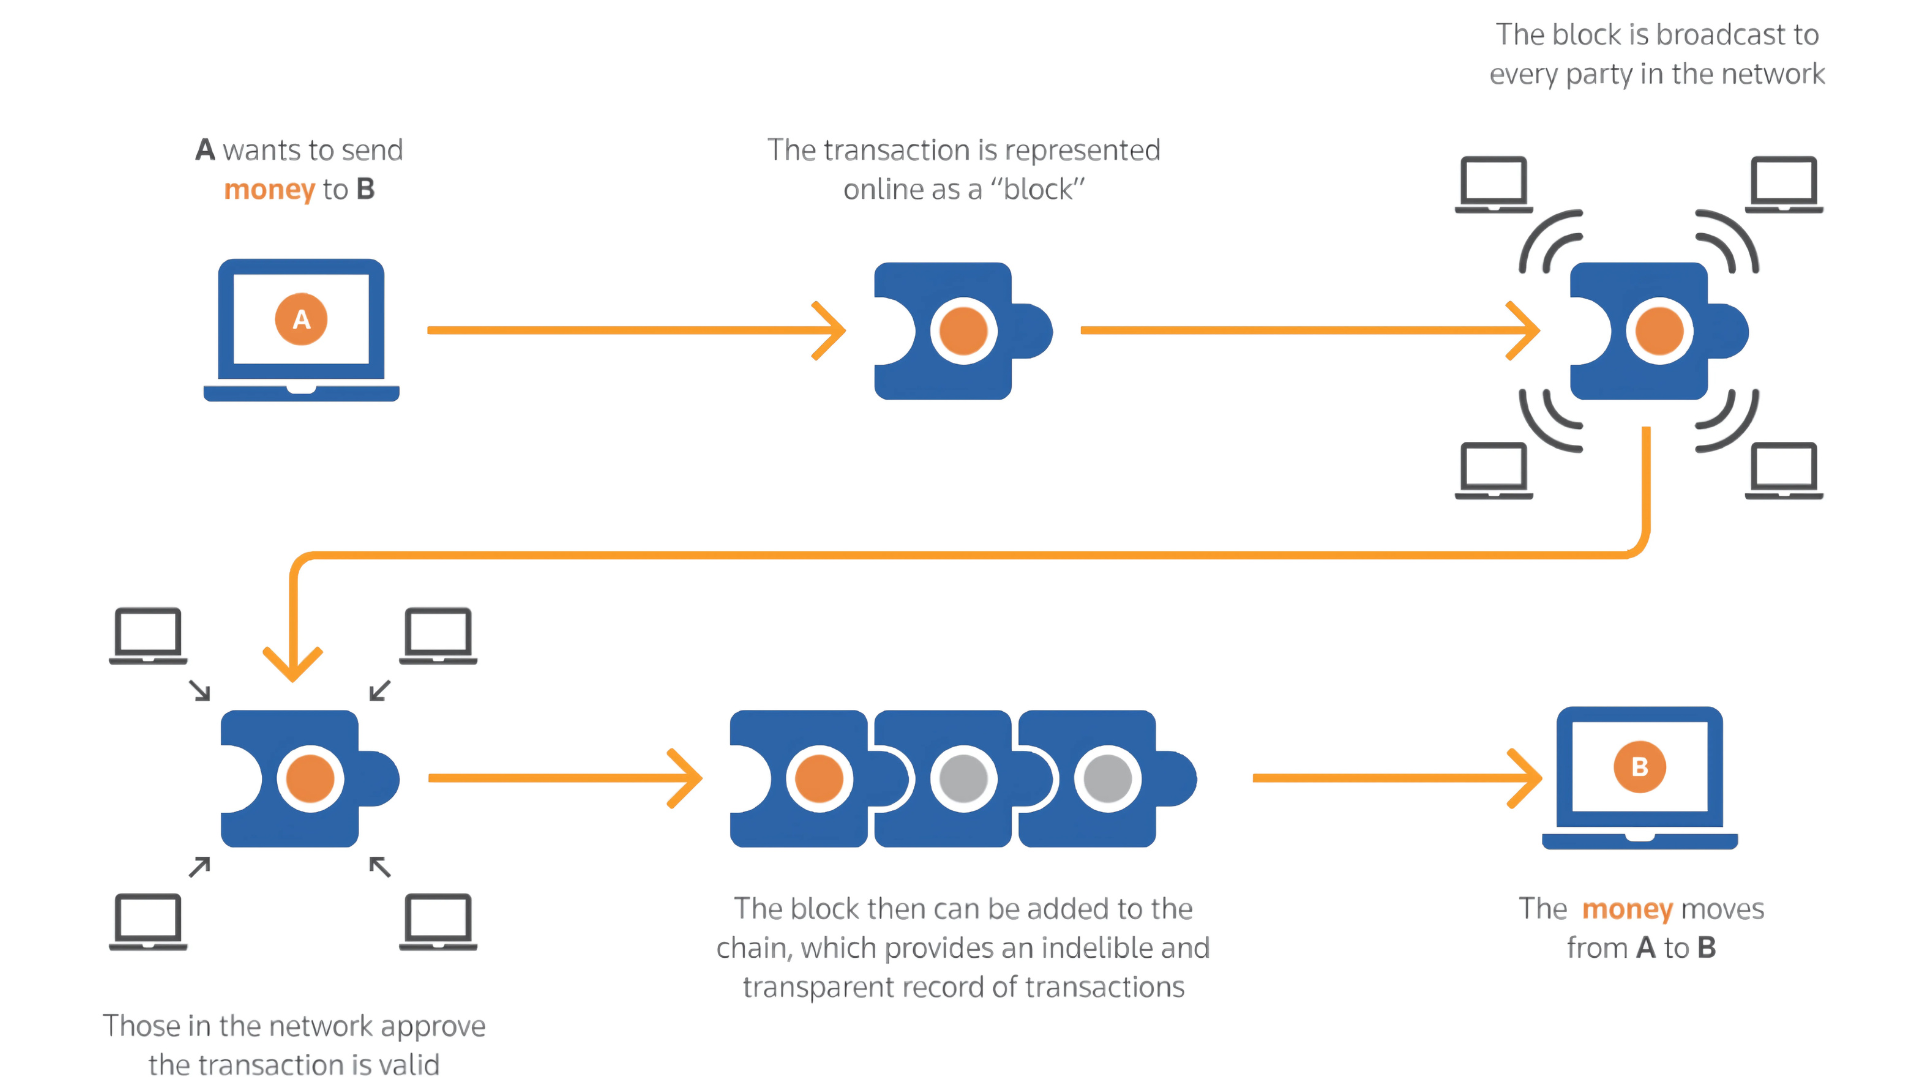 A wants to send
money to B
A
The transaction is represented
online as a “block”
The block is broadcast to
every party in the network
Those in the network approve
the transaction is valid
The block then can be added to the
chain, which provides an indelible and
transparent record of transactions
B
The money moves
from A to B